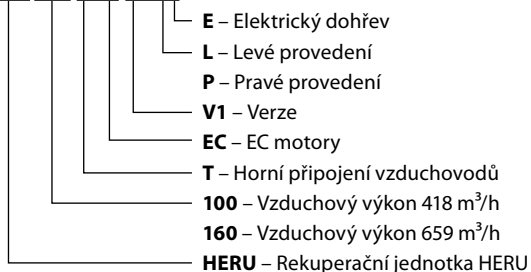 E – Elektrický dohřev
L – Levé provedení
P – Pravé provedení
V1 – Verze
EC – EC motory
T – Horní připojení vzduchovodů
100 – Vzduchový výkon 418 m³/h
160 – Vzduchový výkon 659 m³/h
HERU – Rekuperační jednotka HERU